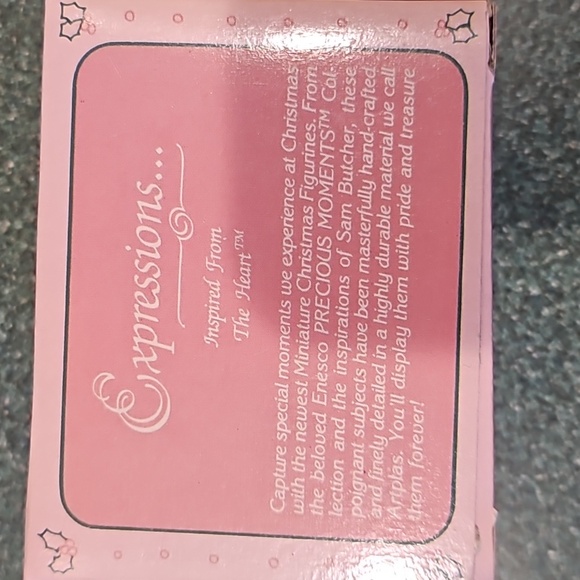 Expressions...
Inspired From
The Heart™
Capture special moments we experience at Christmas
with the newest Miniature Christmas Figurines. From
the beloved Enesco PRECIOUS MOMENTS™ Col-
lection and the inspirations of Sam Butcher, these
poignant subjects have been masterfully hand-crafted
and finely detailed in a highly durable material we call
Artplas. You'll display them with pride and treasure
them forever!